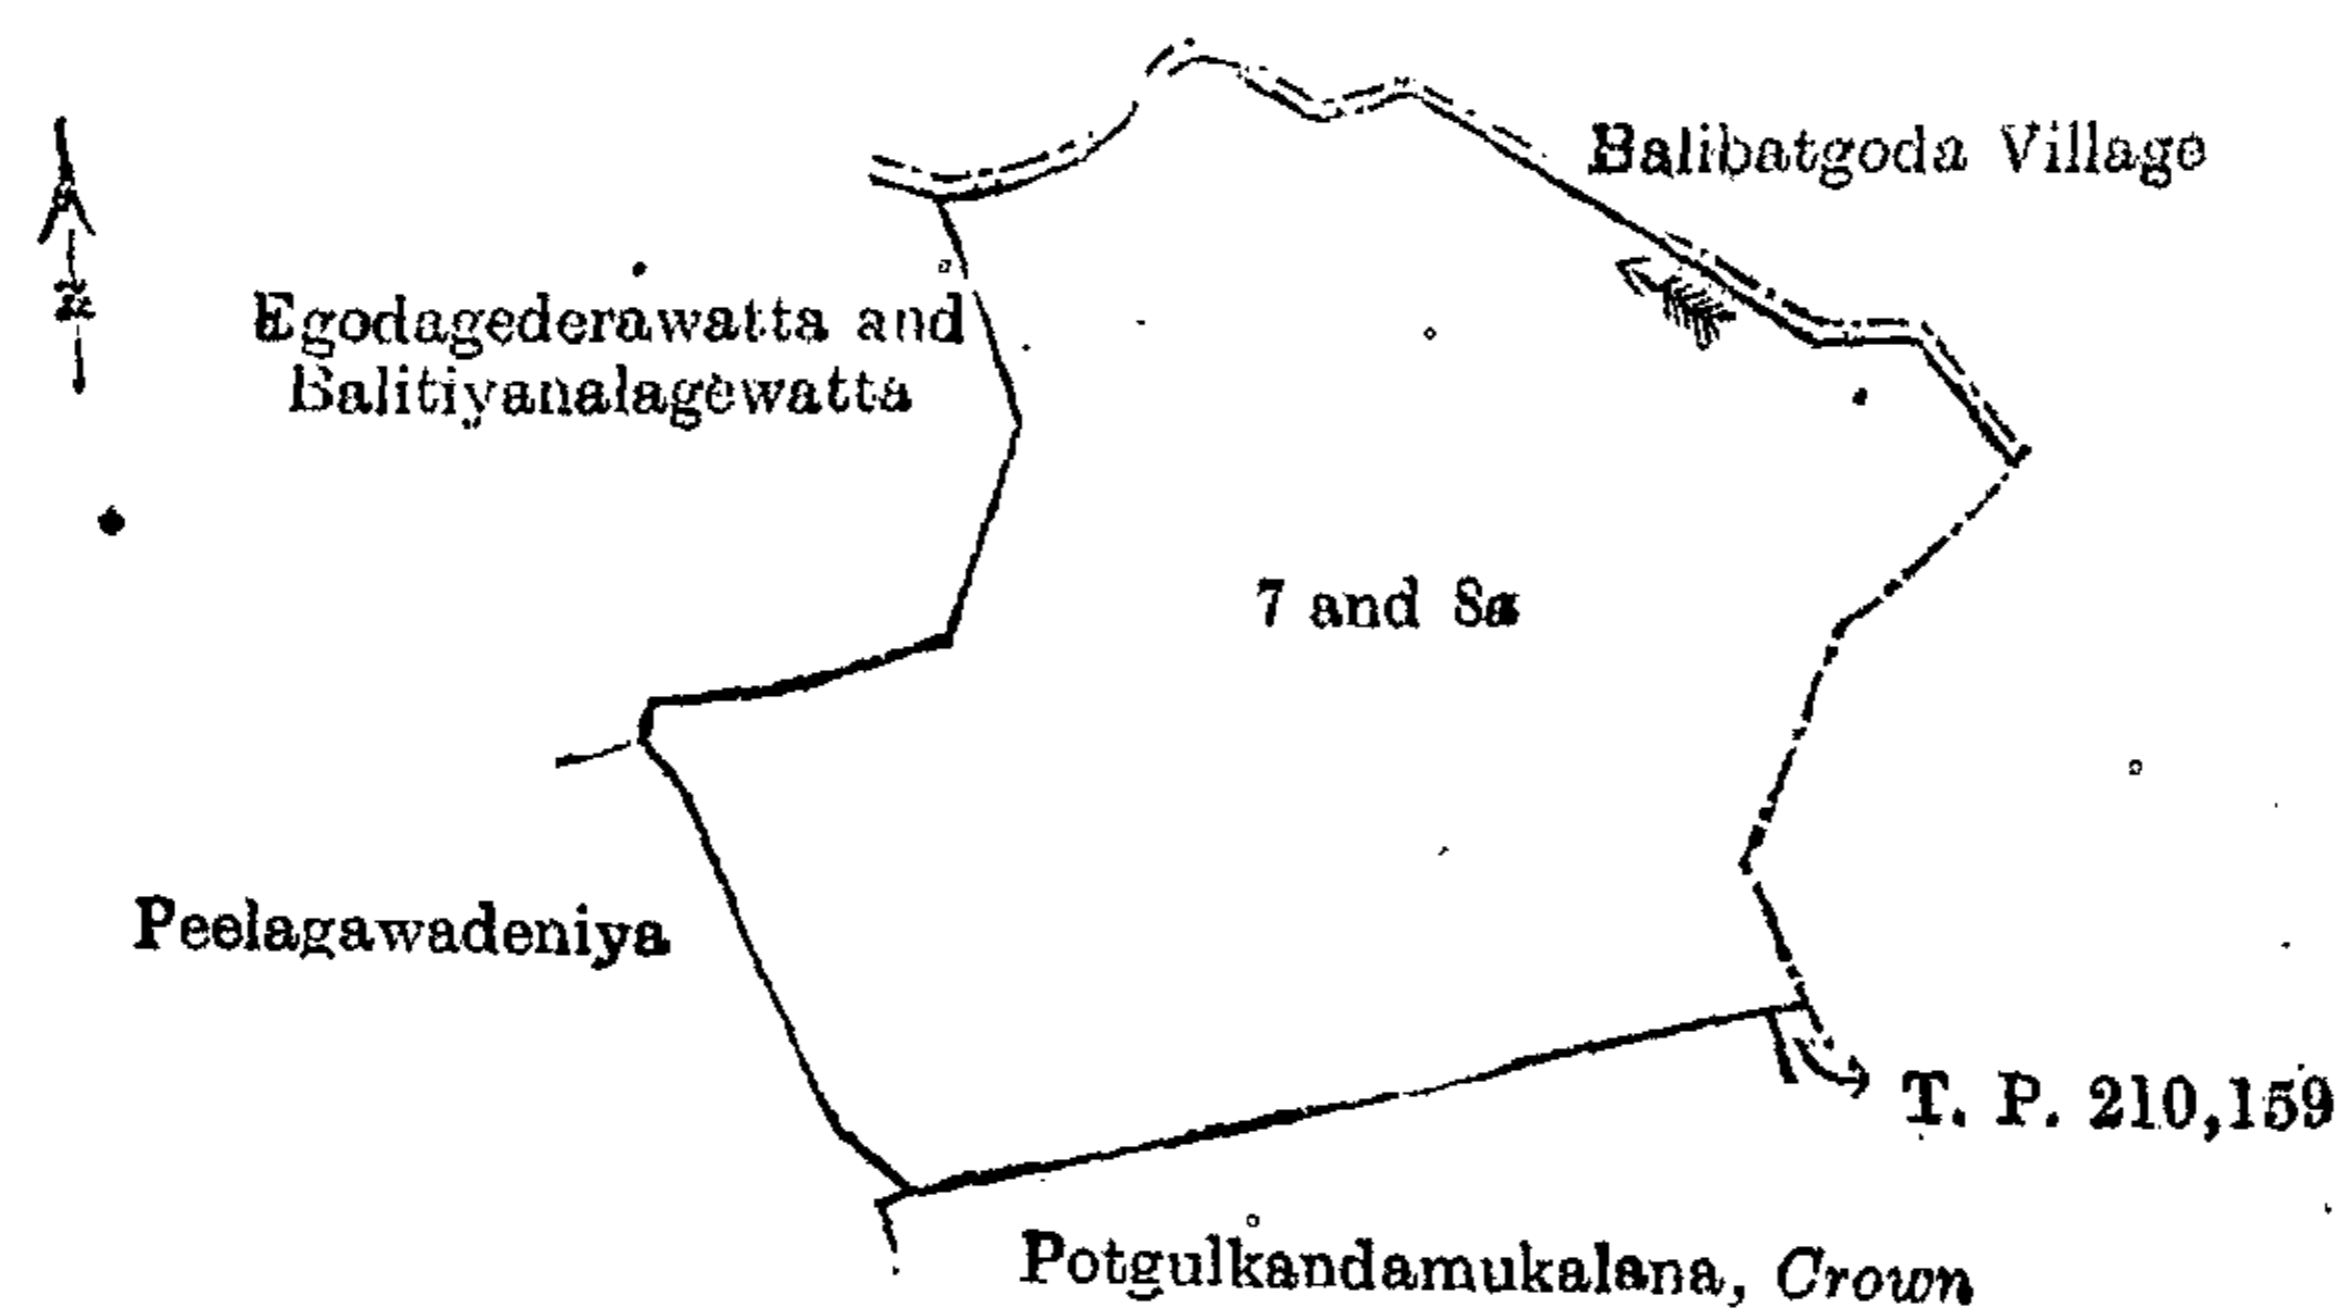 Balibatgoda Village
N
Egodagederawatta and
Balitiyanalagewatta
7 and 8a
Peelagawadeniya
T. P. 210,159
Potgulkandamukalana, Crown